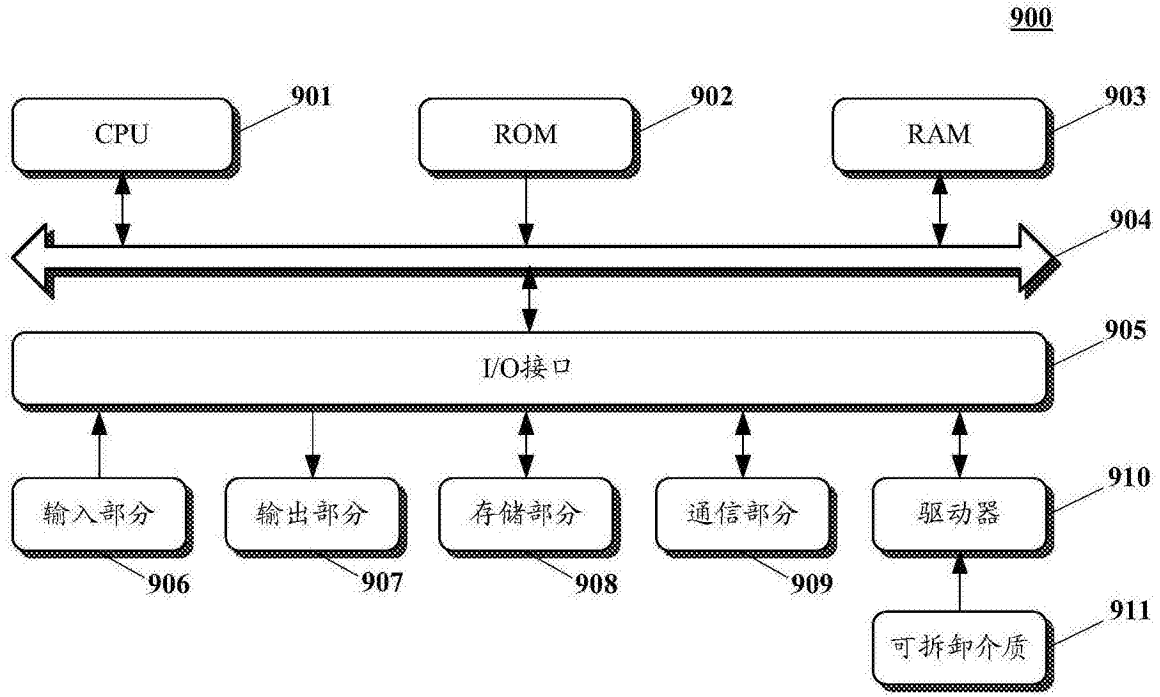 900
901
902
903
CPU
ROM
RAM
904
905
I/O接口
输入部分
输出部分
存储部分
通信部分
驱动器
910
906
907
908
909
911
可拆卸介质